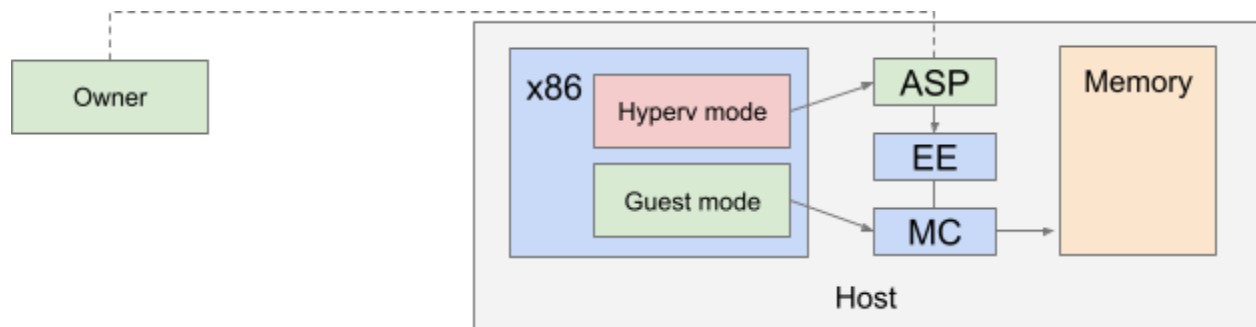 Owner
x86
Hyperv mode
Guest mode
ASP
EE
MC
Memory
Host